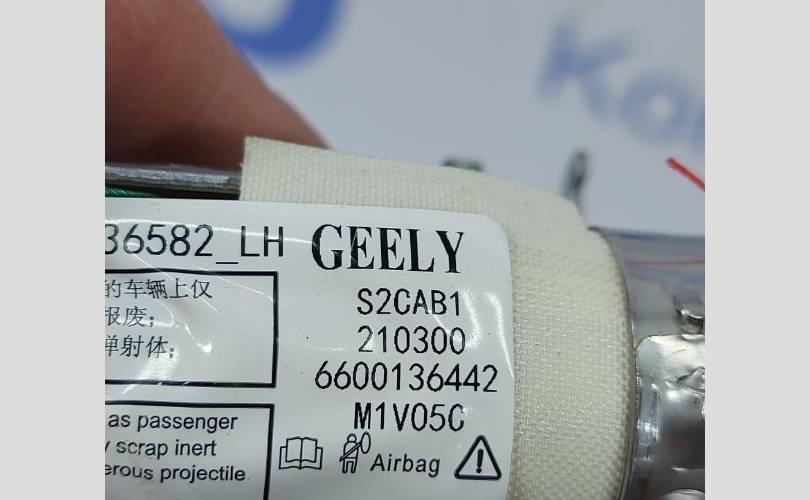 36582_LH GEELY
的车辆上仅
报废;
弹射体;
S2CAB1
210300
6600136442
M1V05C
as passenger
scrap inert
projectile
Airbag